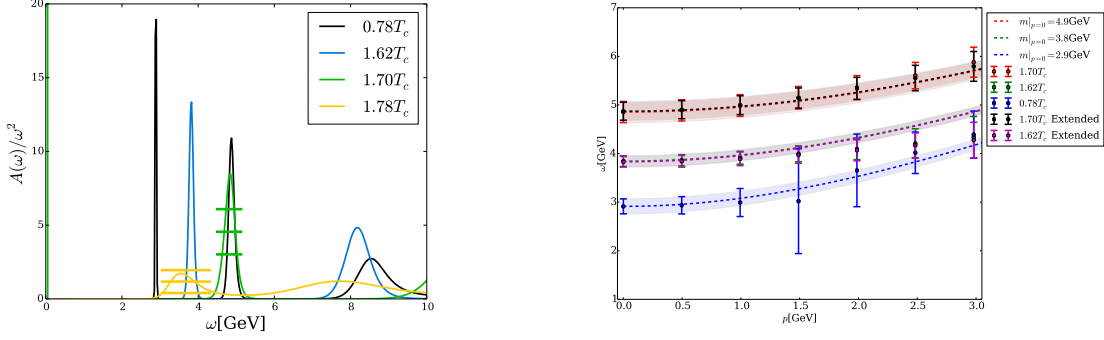 20
15
10
5
0
A(ω)/ω²
0 2 4 6 8 10
ω[GeV]
0.78T_c
1.62T_c
1.70T_c
1.78T_c
7
6
5
4
3
2
1
ω[GeV]
0.0 0.5 1.0 1.5 2.0 2.5 3.0
p[GeV]
m|_{p=0}=4.9GeV
m|_{p=0}=3.8GeV
m|_{p=0}=2.9GeV
1.70T_c
1.62T_c
0.78T_c
1.70T_c Extended
1.62T_c Extended